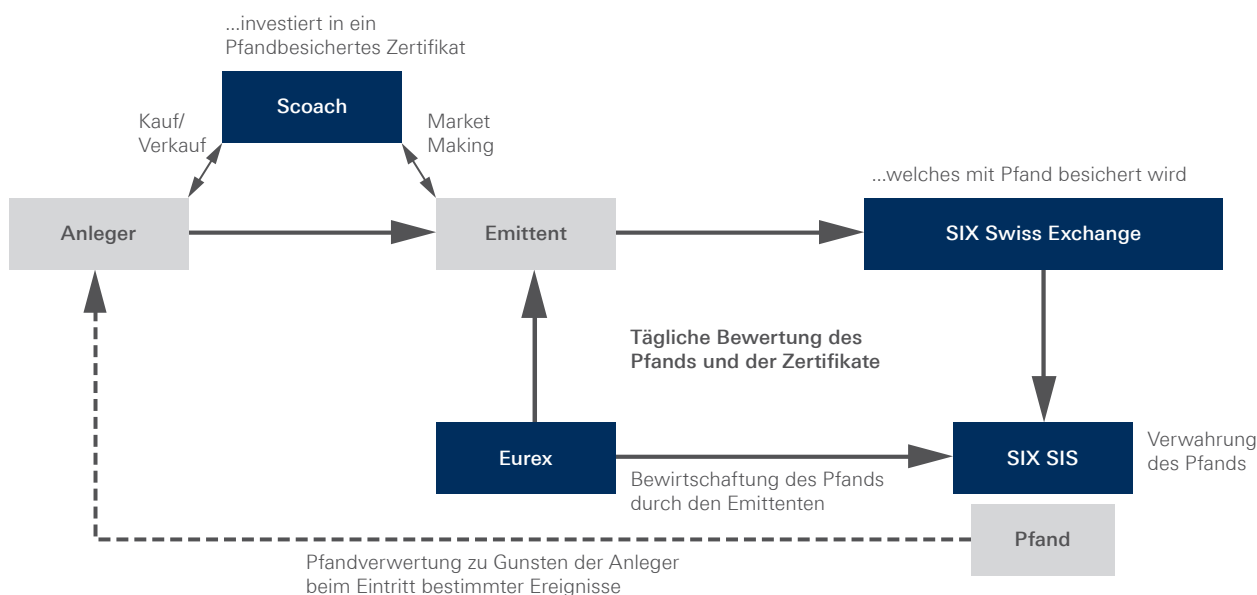 ...investiert in ein
Pfandbesichertes Zertifikat
Scoach
Kauf/
Verkauf
Market
Making
...welches mit Pfand besichert wird
Anleger
Emittent
SIX Swiss Exchange
Tägliche Bewertung des
Pfands und der Zertifikate
Eurex
SIX SIS
Verwahrung
des Pfands
Bewirtschaftung des Pfands
durch den Emittenten
Pfand
Pfandverwertung zu Gunsten der Anleger
beim Eintritt bestimmter Ereignisse